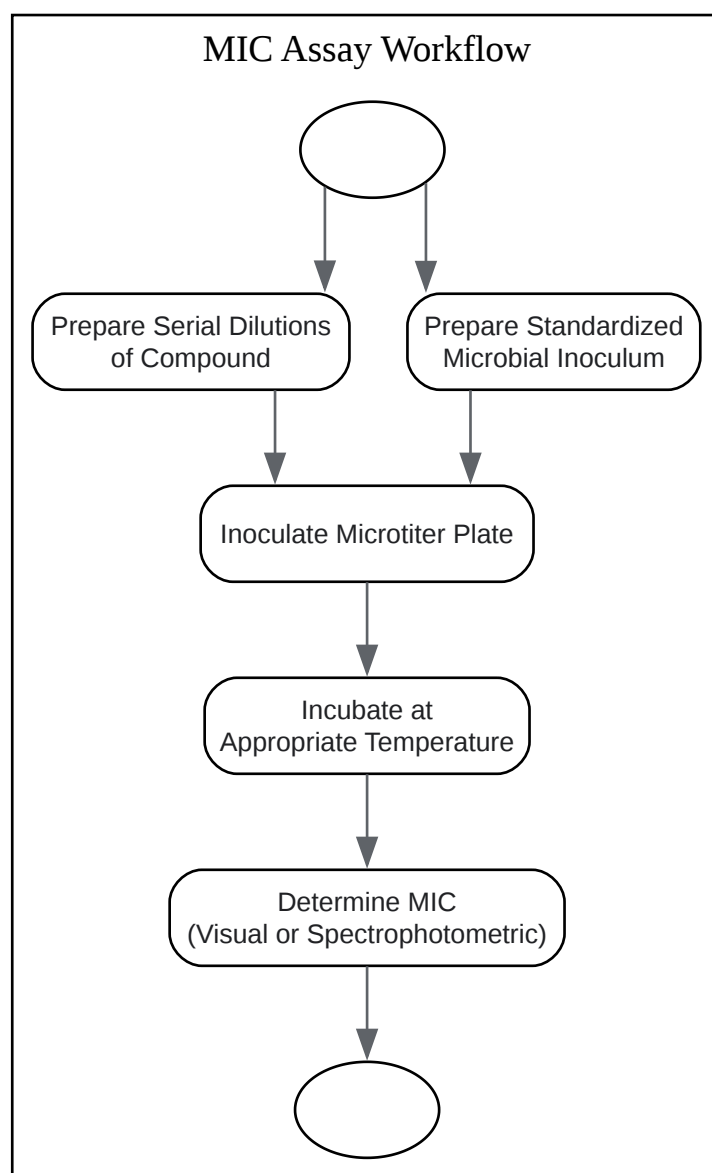 MIC Assay Workflow
Prepare Serial Dilutions
of Compound
Prepare Standardized
Microbial Inoculum
Inoculate Microtiter Plate
Incubate at
Appropriate Temperature
Determine MIC
(Visual or Spectrophotometric)